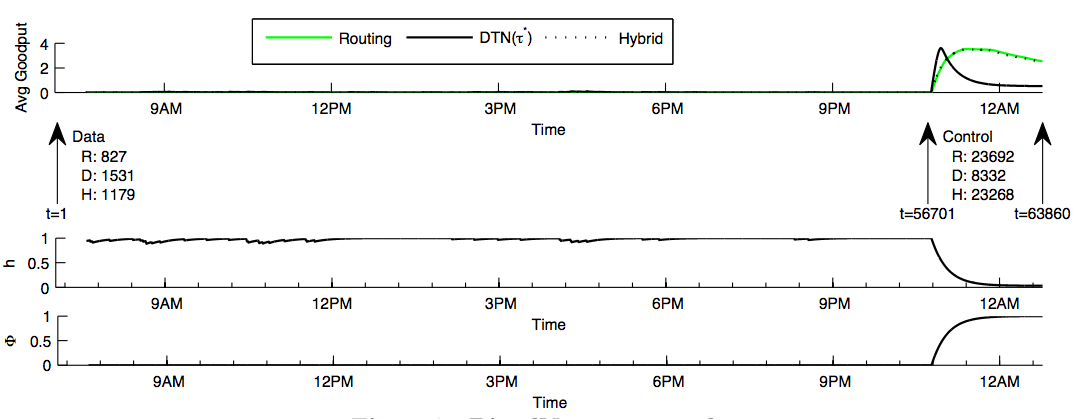 Routing DTN(τ*) Hybrid
4
2
0
Avg Goodput
9AM 12PM 3PM 6PM 9PM 12AM
Time
Data
R: 827
D: 1531
H: 1179
t=1
Control
R: 23692
D: 8332
H: 23268
t=56701 t=63860
1
0.5
0
h
9AM 12PM 3PM 6PM 9PM 12AM
Time
1
0.5
0
Φ
9AM 12PM 3PM 6PM 9PM 12AM
Time